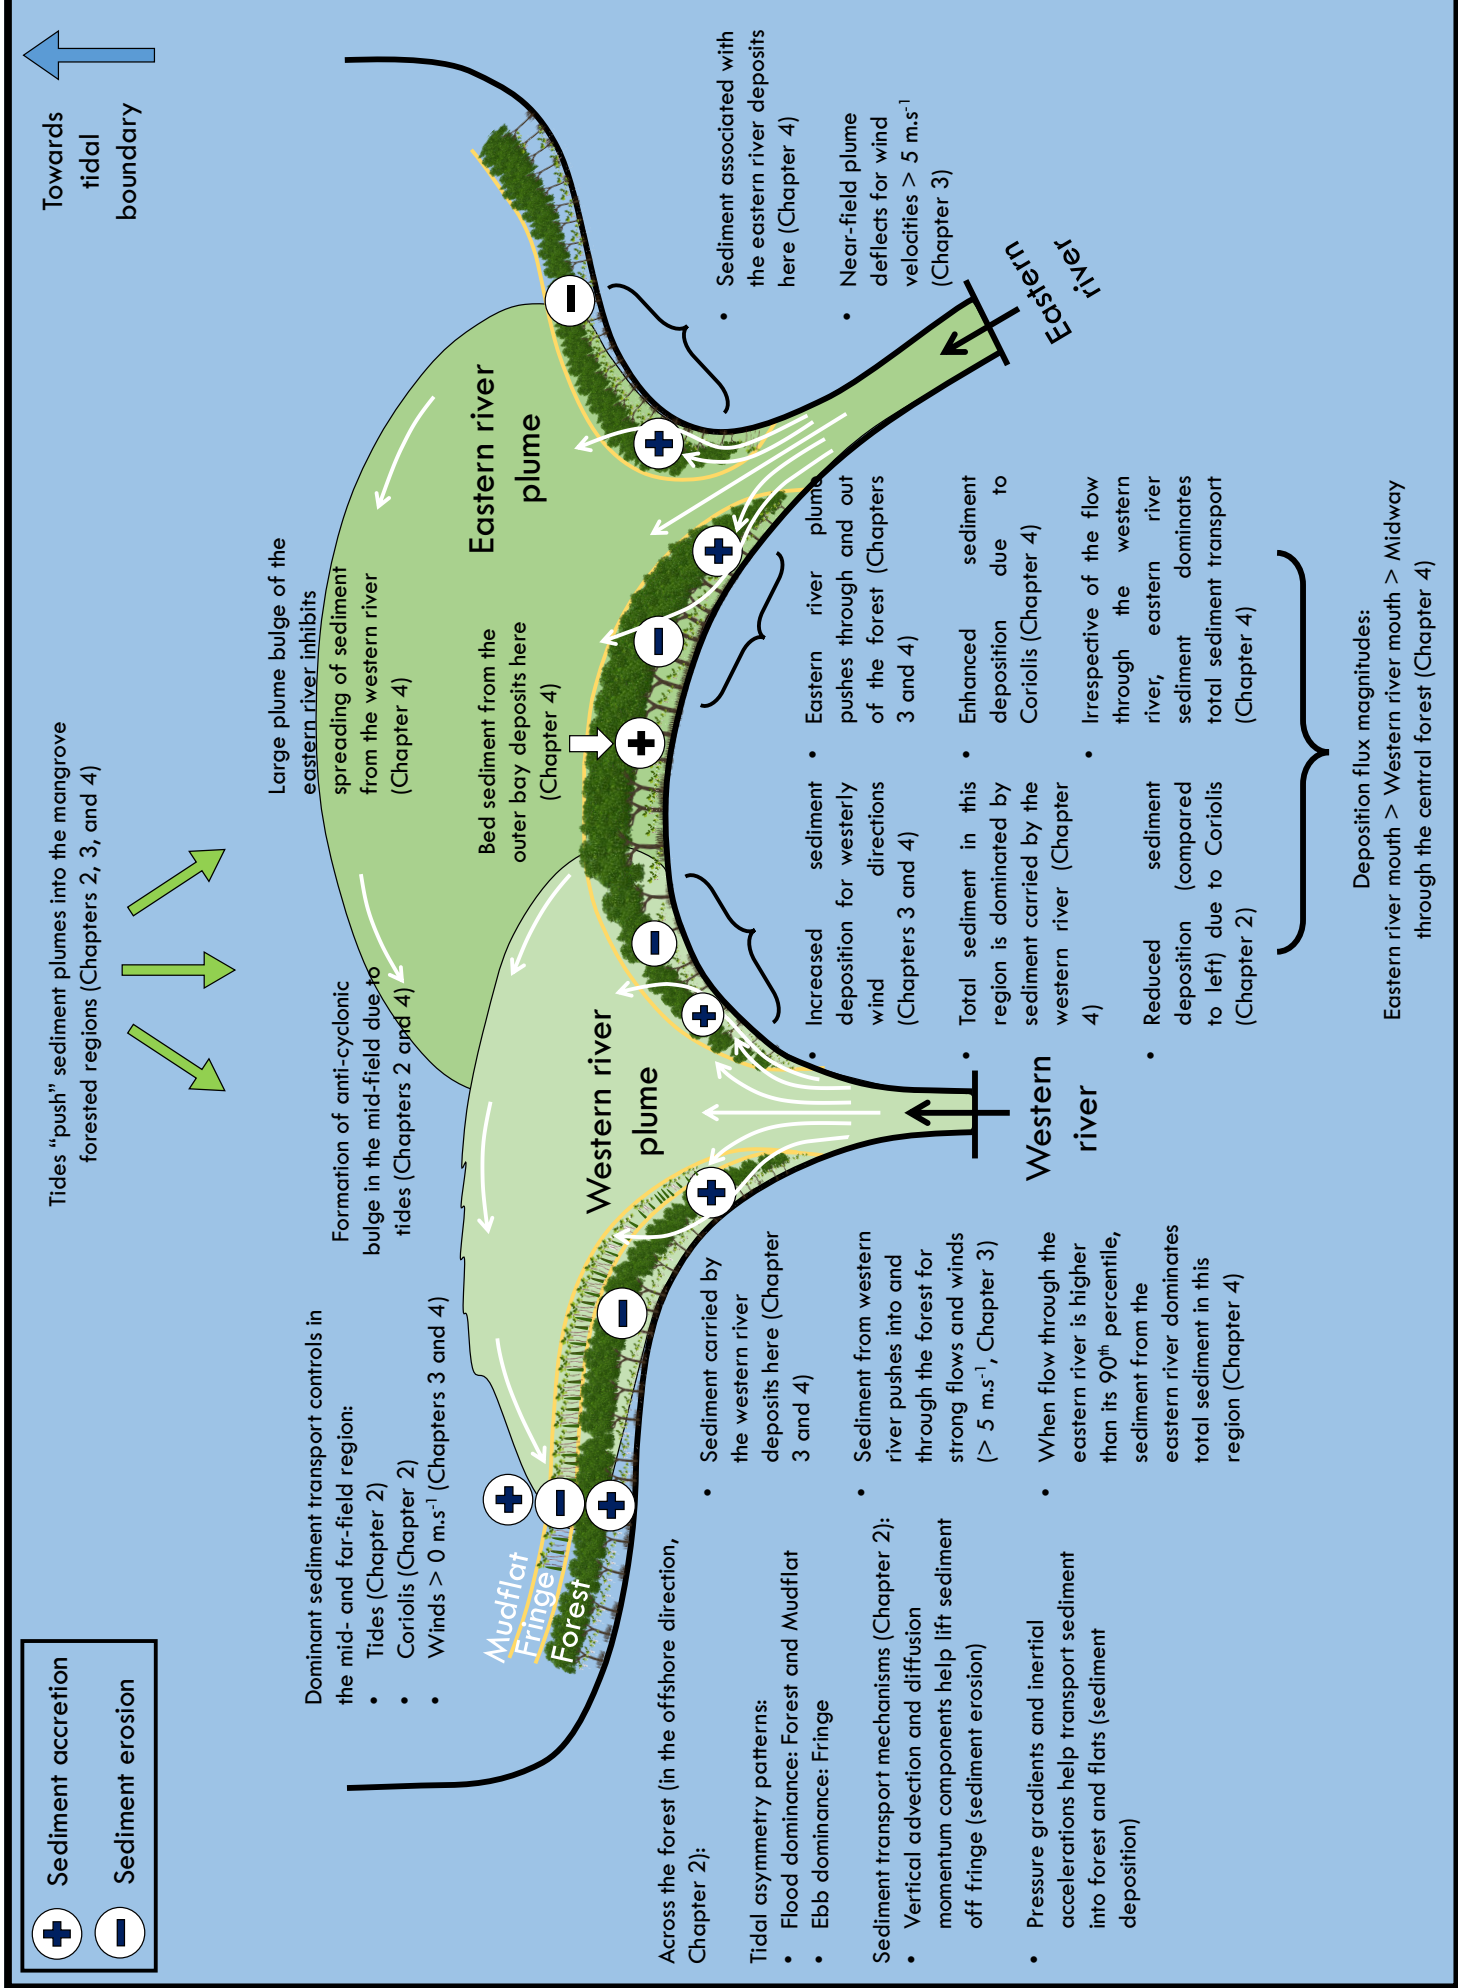 Sediment accretion
Sediment erosion
Tides “push” sediment plumes into the mangrove
forested regions (Chapters 2, 3, and 4)
Towards
tidal
boundary
Dominant sediment transport controls in
the mid- and far-field region:
• Tides (Chapter 2)
• Coriolis (Chapter 2)
• Winds > 0 m.s-1 (Chapters 3 and 4)
Formation of anti-cyclonic
bulge in the mid-field due to
tides (Chapters 2 and 4)
Large plume bulge of the
eastern river inhibits
spreading of sediment
from the western river
(Chapter 4)
Mudflat
Fringe
Forest
Western river
plume
Bed sediment from the
outer bay deposits here
(Chapter 4)
Eastern river
plume
Across the forest (in the offshore direction,
Chapter 2):
Tidal asymmetry patterns:
• Flood dominance: Forest and Mudflat
• Ebb dominance: Fringe
Sediment transport mechanisms (Chapter 2):
• Vertical advection and diffusion
momentum components help lift sediment
off fringe (sediment erosion)
• Pressure gradients and inertial
accelerations help transport sediment
into forest and flats (sediment
deposition)
• Sediment carried by
the western river
deposits here (Chapter
3 and 4)
• Sediment from western
river pushes into and
through the forest for
strong flows and winds
(> 5 m.s-1, Chapter 3)
• When flow through the
eastern river is higher
than its 90th percentile,
sediment from the
eastern river dominates
total sediment in this
region (Chapter 4)
Western
river
• Increased sediment
deposition for westerly
wind directions
(Chapters 3 and 4)
• Total sediment in this
region is dominated by
sediment carried by the
western river (Chapter
4)
• Reduced sediment
deposition (compared
to left) due to Coriolis
(Chapter 2)
• Eastern river plume
pushes through and out
of the forest (Chapters
3 and 4)
• Enhanced sediment
deposition due to
Coriolis (Chapter 4)
• Irrespective of the flow
through the western
river, eastern river
sediment dominates
total sediment transport
(Chapter 4)
• Sediment associated with
the eastern river deposits
here (Chapter 4)
• Near-field plume
deflects for wind
velocities > 5 m.s-1
(Chapter 3)
Eastern
river
Deposition flux magnitudes:
Eastern river mouth > Western river mouth > Midway
through the central forest (Chapter 4)